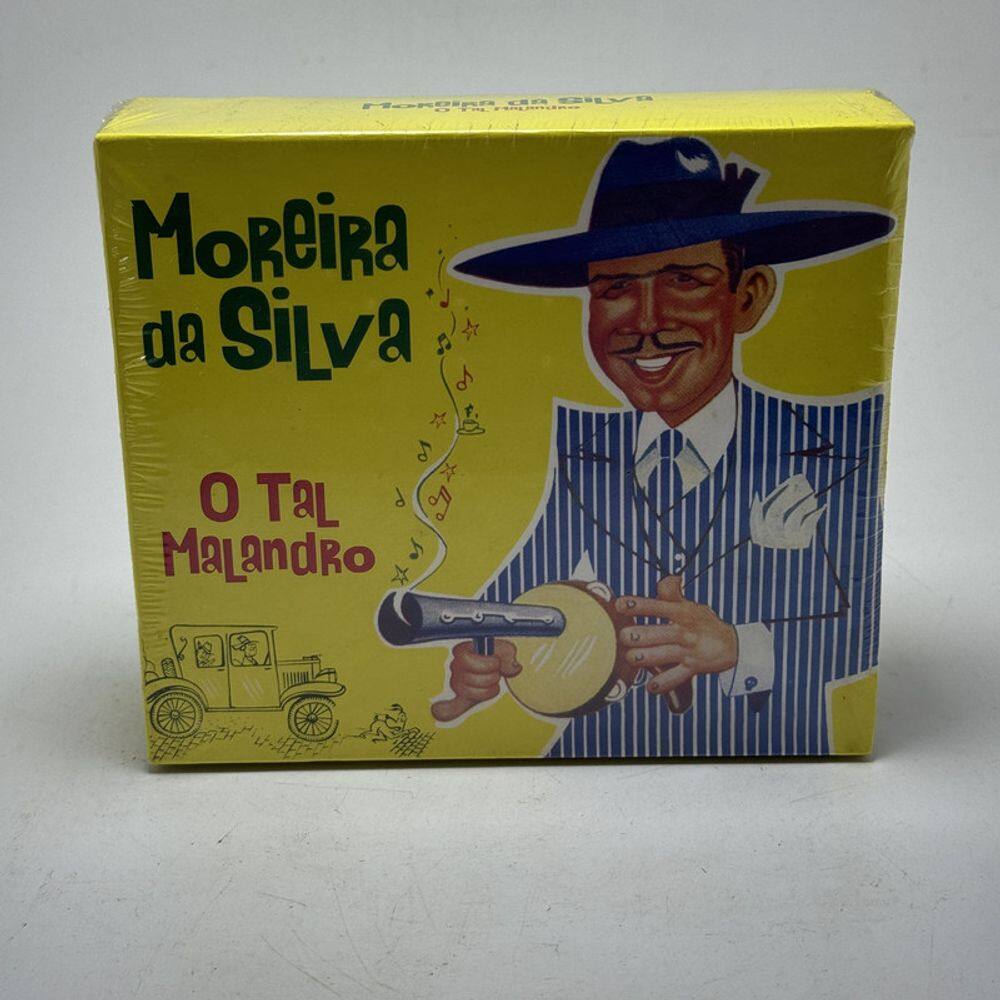 Moreira da Silva
O Tal Malandro
Moreira
da Silva
O Tal
Malandro